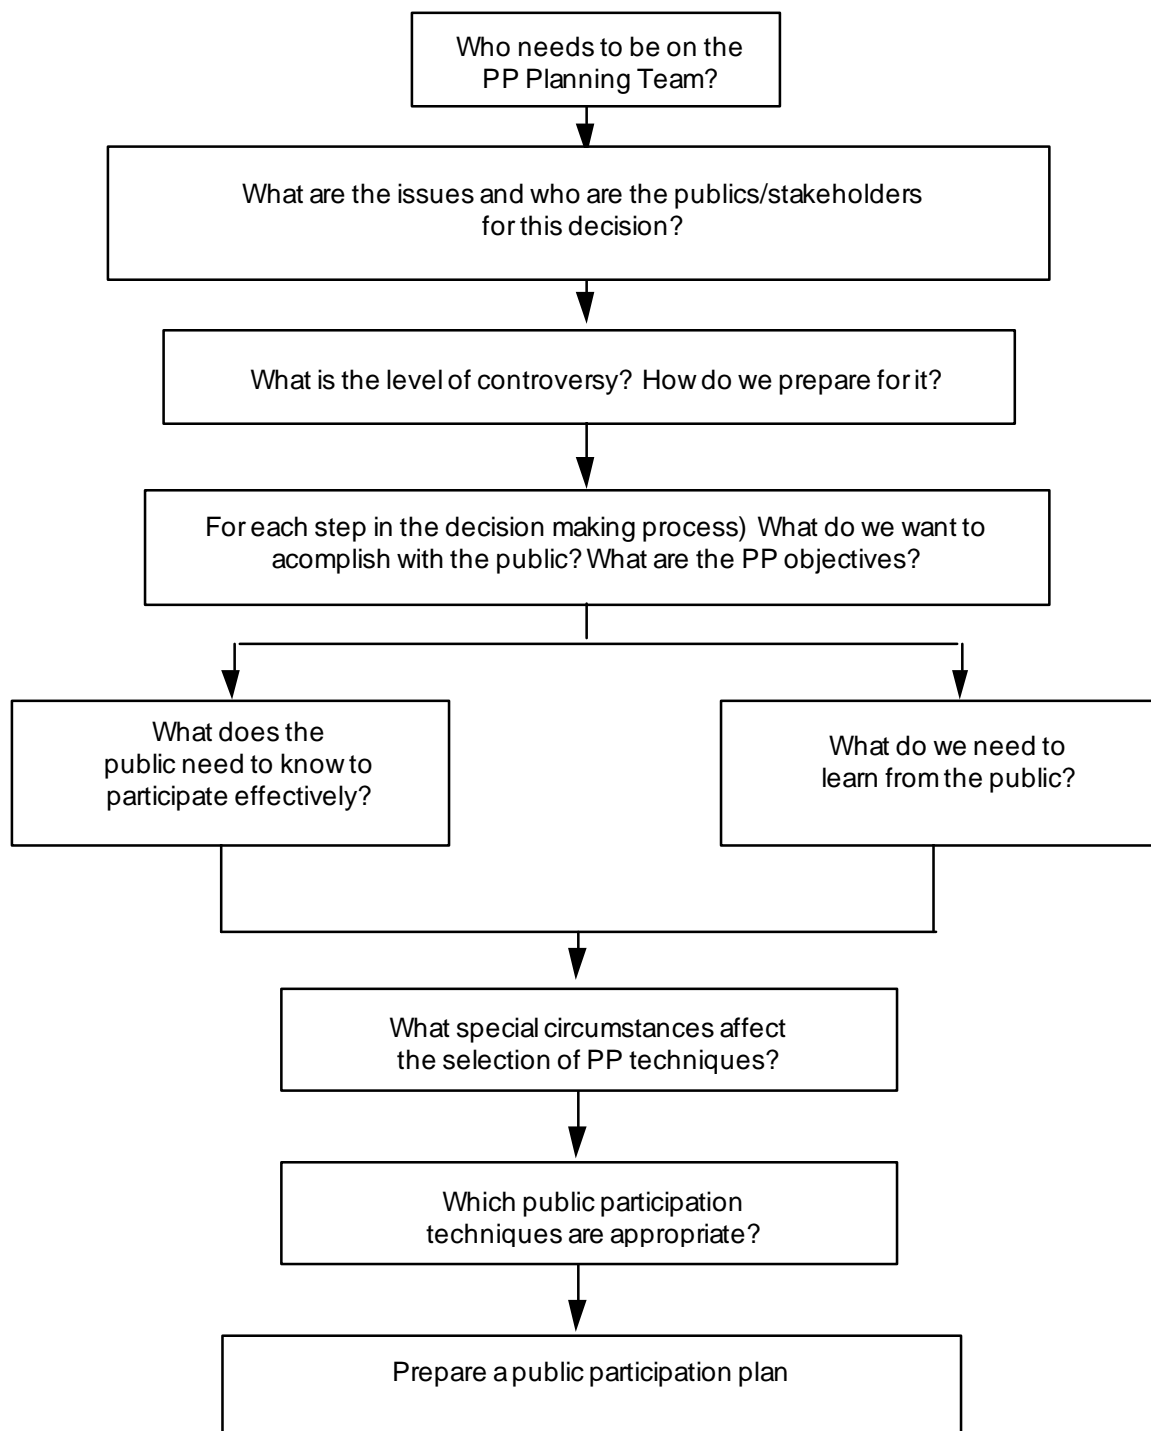 Who needs to be on the
PP Planning Team?
What are the issues and who are the publics/stakeholders
for this decision?
What is the level of controversy? How do we prepare for it?
For each step in the decision making process) What do we want to
acomplish with the public? What are the PP objectives?
What does the
public need to know to
participate effectively?
What do we need to
learn from the public?
What special circumstances affect
the selection of PP techniques?
Which public participation
techniques are appropriate?
Prepare a public participation plan